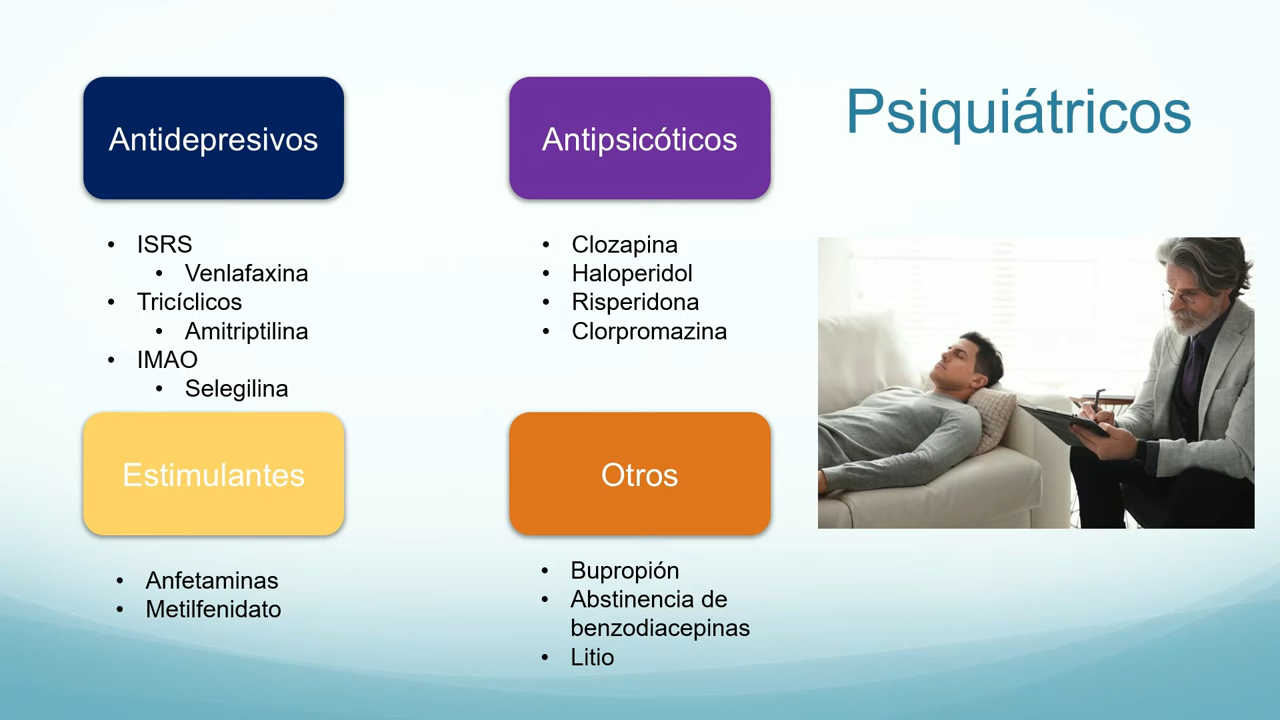 Psiquiátricos
Antidepresivos
• ISRS
• Venlafaxina
• Tricíclicos
• Amitriptilina
• IMAO
• Selegilina
Antipsicóticos
• Clozapina
• Haloperidol
• Risperidona
• Clorpromazina
Estimulantes
• Anfetaminas
• Metilfenidato
Otros
• Bupropión
• Abstinencia de
benzodiacepinas
• Litio